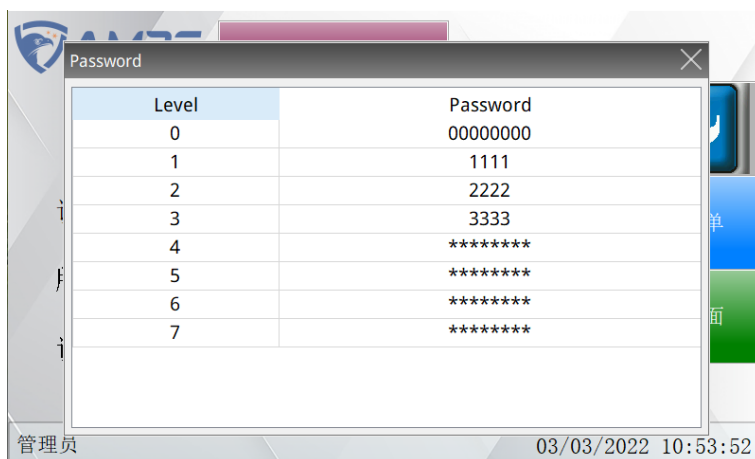 Password
Level Password
0 00000000
1 1111
2 2222
3 3333
4 ********
5 ********
6 ********
7 ********
单
面
管理员 03/03/2022 10:53:52